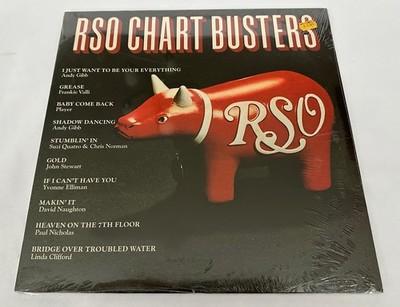 RSO CHART BUSTERS
I JUST WANT TO BE YOUR EVERYTHING
Andy Gibb
GREASE
Frankie Valli
BABY COME BACK
Player
SHADOW DANCING
Andy Gibb
STUMBLIN' IN
Suzi Quatro & Chris Norman
GOLD
John Stewart
IF I CAN'T HAVE YOU
Yvonne Elliman
MAKIN' IT
David Naughton
HEAVEN ON THE 7TH FLOOR
Paul Nicholas
BRIDGE OVER TROUBLED WATER
Linda Clifford
RSO